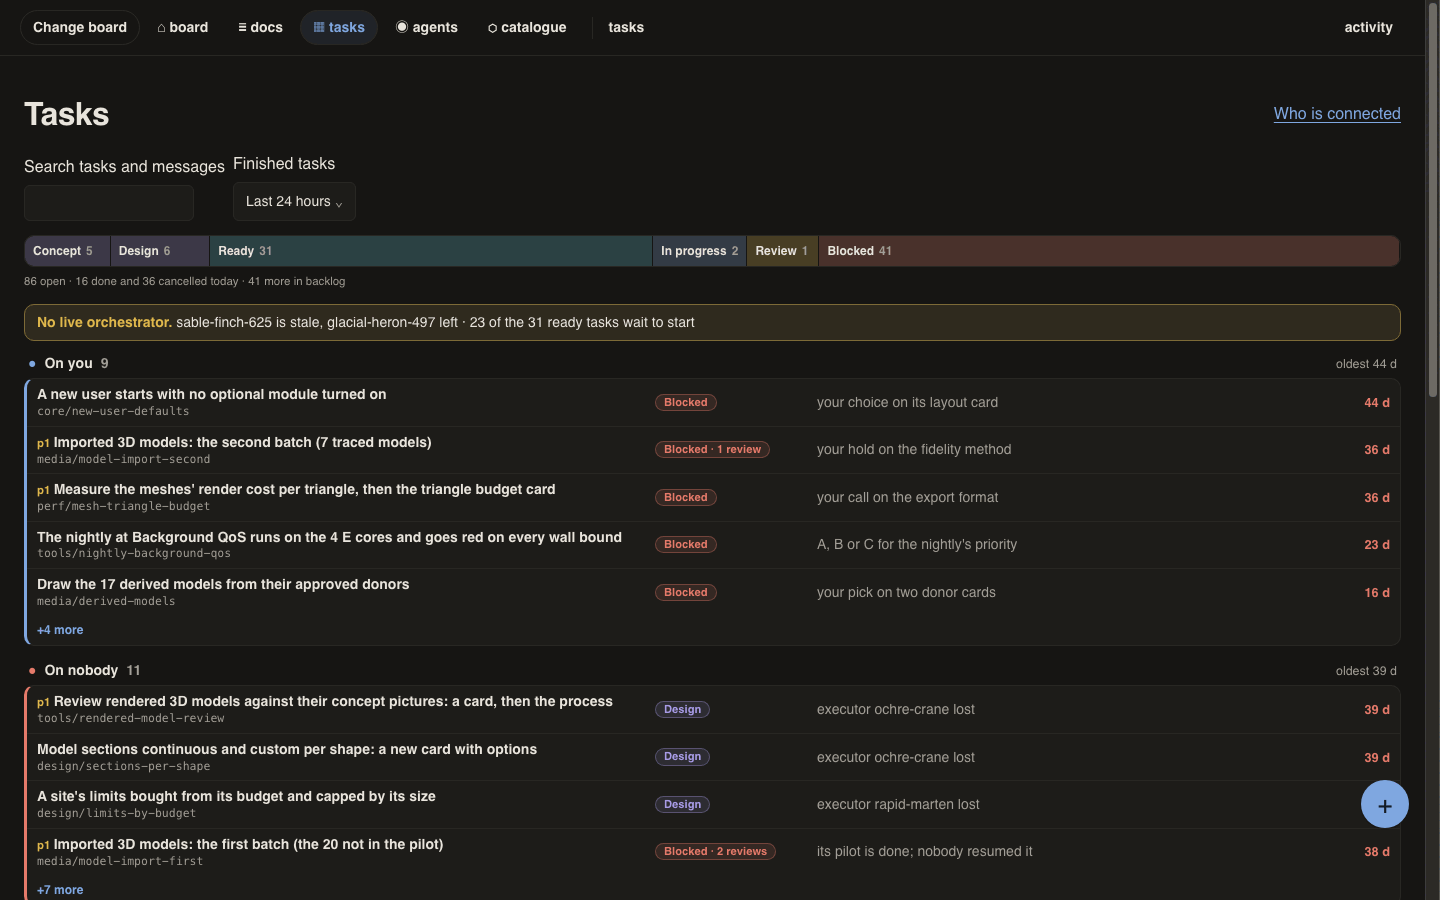 Change board
board
docs
tasks
agents
catalogue
tasks
activity
Tasks
Who is connected
Search tasks and messages
Finished tasks
Last 24 hours
Concept 5
Design 6
Ready 31
In progress 2
Review 1
Blocked 41
86 open · 16 done and 36 cancelled today · 41 more in backlog
No live orchestrator. sable-finch-625 is stale, glacial-heron-497 left · 23 of the 31 ready tasks wait to start
On you 9
oldest 44 d
A new user starts with no optional module turned on
core/new-user-defaults
Blocked
your choice on its layout card
44 d
p1 Imported 3D models: the second batch (7 traced models)
media/model-import-second
Blocked · 1 review
your hold on the fidelity method
36 d
p1 Measure the meshes' render cost per triangle, then the triangle budget card
perf/mesh-triangle-budget
Blocked
your call on the export format
36 d
The nightly at Background QoS runs on the 4 E cores and goes red on every wall bound
tools/nightly-background-qos
Blocked
A, B or C for the nightly's priority
23 d
Draw the 17 derived models from their approved donors
media/derived-models
Blocked
your pick on two donor cards
16 d
+4 more
On nobody 11
oldest 39 d
p1 Review rendered 3D models against their concept pictures: a card, then the process
tools/rendered-model-review
Design
executor ochre-crane lost
39 d
Model sections continuous and custom per shape: a new card with options
design/sections-per-shape
Design
executor ochre-crane lost
39 d
A site's limits bought from its budget and capped by its size
design/limits-by-budget
Design
executor rapid-marten lost
+
p1 Imported 3D models: the first batch (the 20 not in the pilot)
media/model-import-first
Blocked · 2 reviews
its pilot is done; nobody resumed it
38 d
+7 more